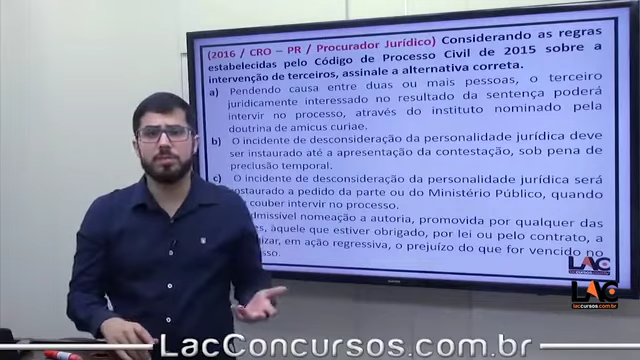 (2016 / CRO – PR / Procurador Jurídico) Considerando as regras
estabelecidas pelo Código de Processo Civil de 2015 sobre a
intervenção de terceiros, assinale a alternativa correta.
a) Pendendo causa entre duas ou mais pessoas, o terceiro
juridicamente interessado no resultado da sentença poderá
intervir no processo, através do instituto nominado pela
doutrina de amicus curiae.
b) O incidente de desconsideração da personalidade jurídica deve
ser instaurado até a apresentação da contestação, sob pena de
preclusão temporal.
c) O incidente de desconsideração da personalidade jurídica será
instaurado a pedido da parte ou do Ministério Público, quando
couber intervir no processo.
admissível nomeação a autoria, promovida por qualquer das
àquele que estiver obrigado, por lei ou pelo contrato, a
em ação regressiva, o prejuízo do que for vencido no
LAC
LAC
lacconcursos.com.br
LacConcursos.com.br